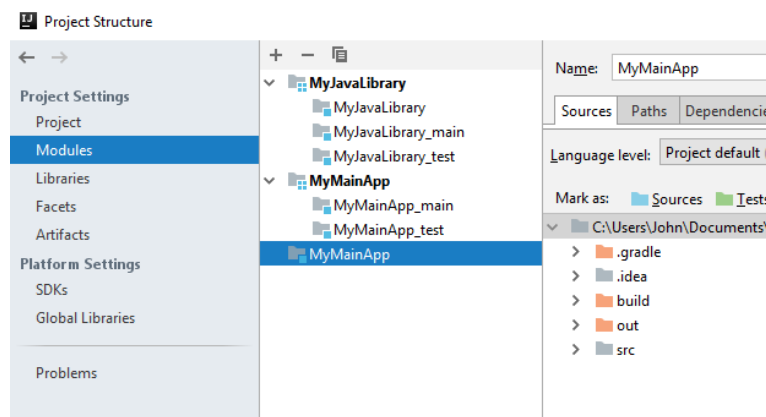 Project Structure
Project Settings
Project
Modules
Libraries
Facets
Artifacts
Platform Settings
SDKs
Global Libraries
Problems
MyJavaLibrary
MyJavaLibrary
MyJavaLibrary_main
MyJavaLibrary_test
MyMainApp
MyMainApp_main
MyMainApp_test
MyMainApp
Name: MyMainApp
Sources Paths Dependencie
Language level: Project default (
Mark as: Sources Tests
C:\Users\John\Documents\
.gradle
.idea
build
out
src